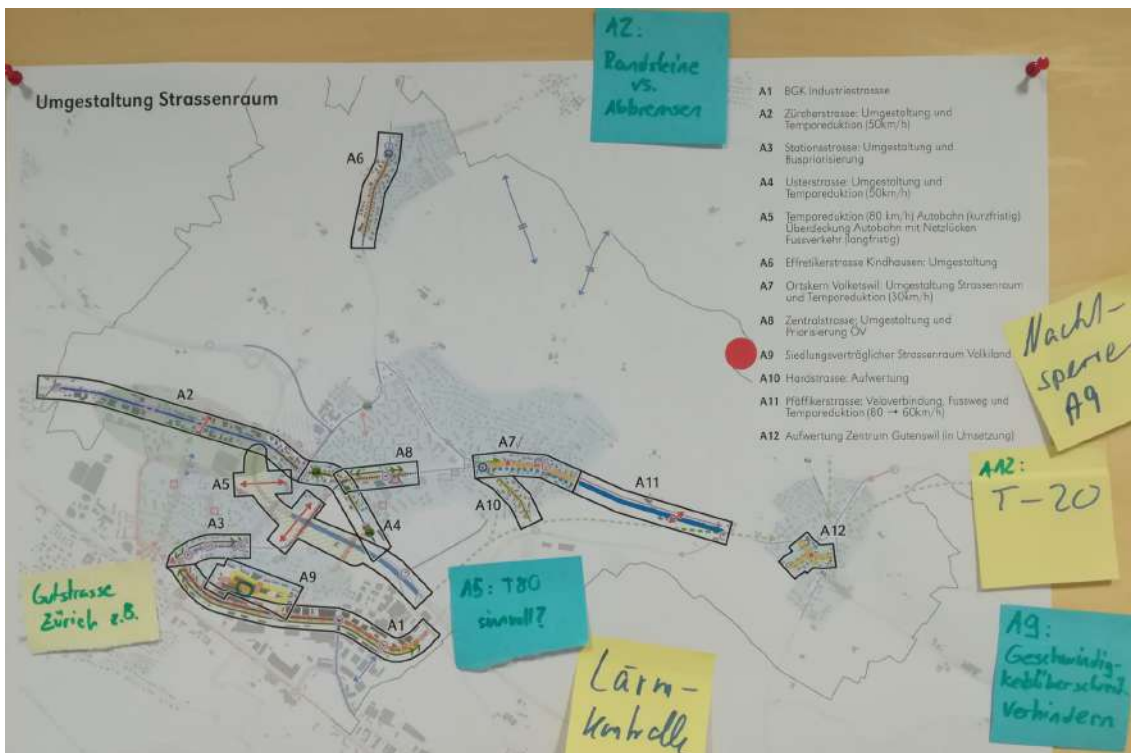 A2:
Randsteine
vs.
Abbremsen
Umgestaltung Strassenraum
A1 BGK Industriestrasse
A2 Zürcherstrasse: Umgestaltung und
Temporeduktion (50km/h)
A3 Stationsstrasse: Umgestaltung und
Buspriorisierung
A4 Usterstrasse: Umgestaltung und
Temporeduktion (50km/h)
A5 Temporeduktion (80 km/h) Autobahn (kurzfristig)
Überdeckung Autobahn mit Netzlücken
Fussverkehr (langfristig)
A6 Effretikerstrasse Kindhausen: Umgestaltung
A7 Ortskern Volketswil: Umgestaltung Strassenraum
und Temporeduktion (30km/h)
A8 Zentralstrasse: Umgestaltung und
Priorisierung ÖV
A9 Siedlungsverträglicher Strassenraum Volkiland
A10 Hardstrasse: Aufwertung
A11 Pfäffikerstrasse: Veloverbindung, Fussweg und
Temporeduktion (80 → 60km/h)
A12 Aufwertung Zentrum Gutenswil (in Umsetzung)
A6
A2
A5
A8
A7
A10
A11
A12
A3
A4
A9
A1
Nacht-
sperre
A9
A12:
T-20
Gutstrasse
Zürich z.B.
A5: T80
sinnvoll?
Lärm-
kontrolle
A9:
Geschwindig-
keitsüberschreit.
Verhindern